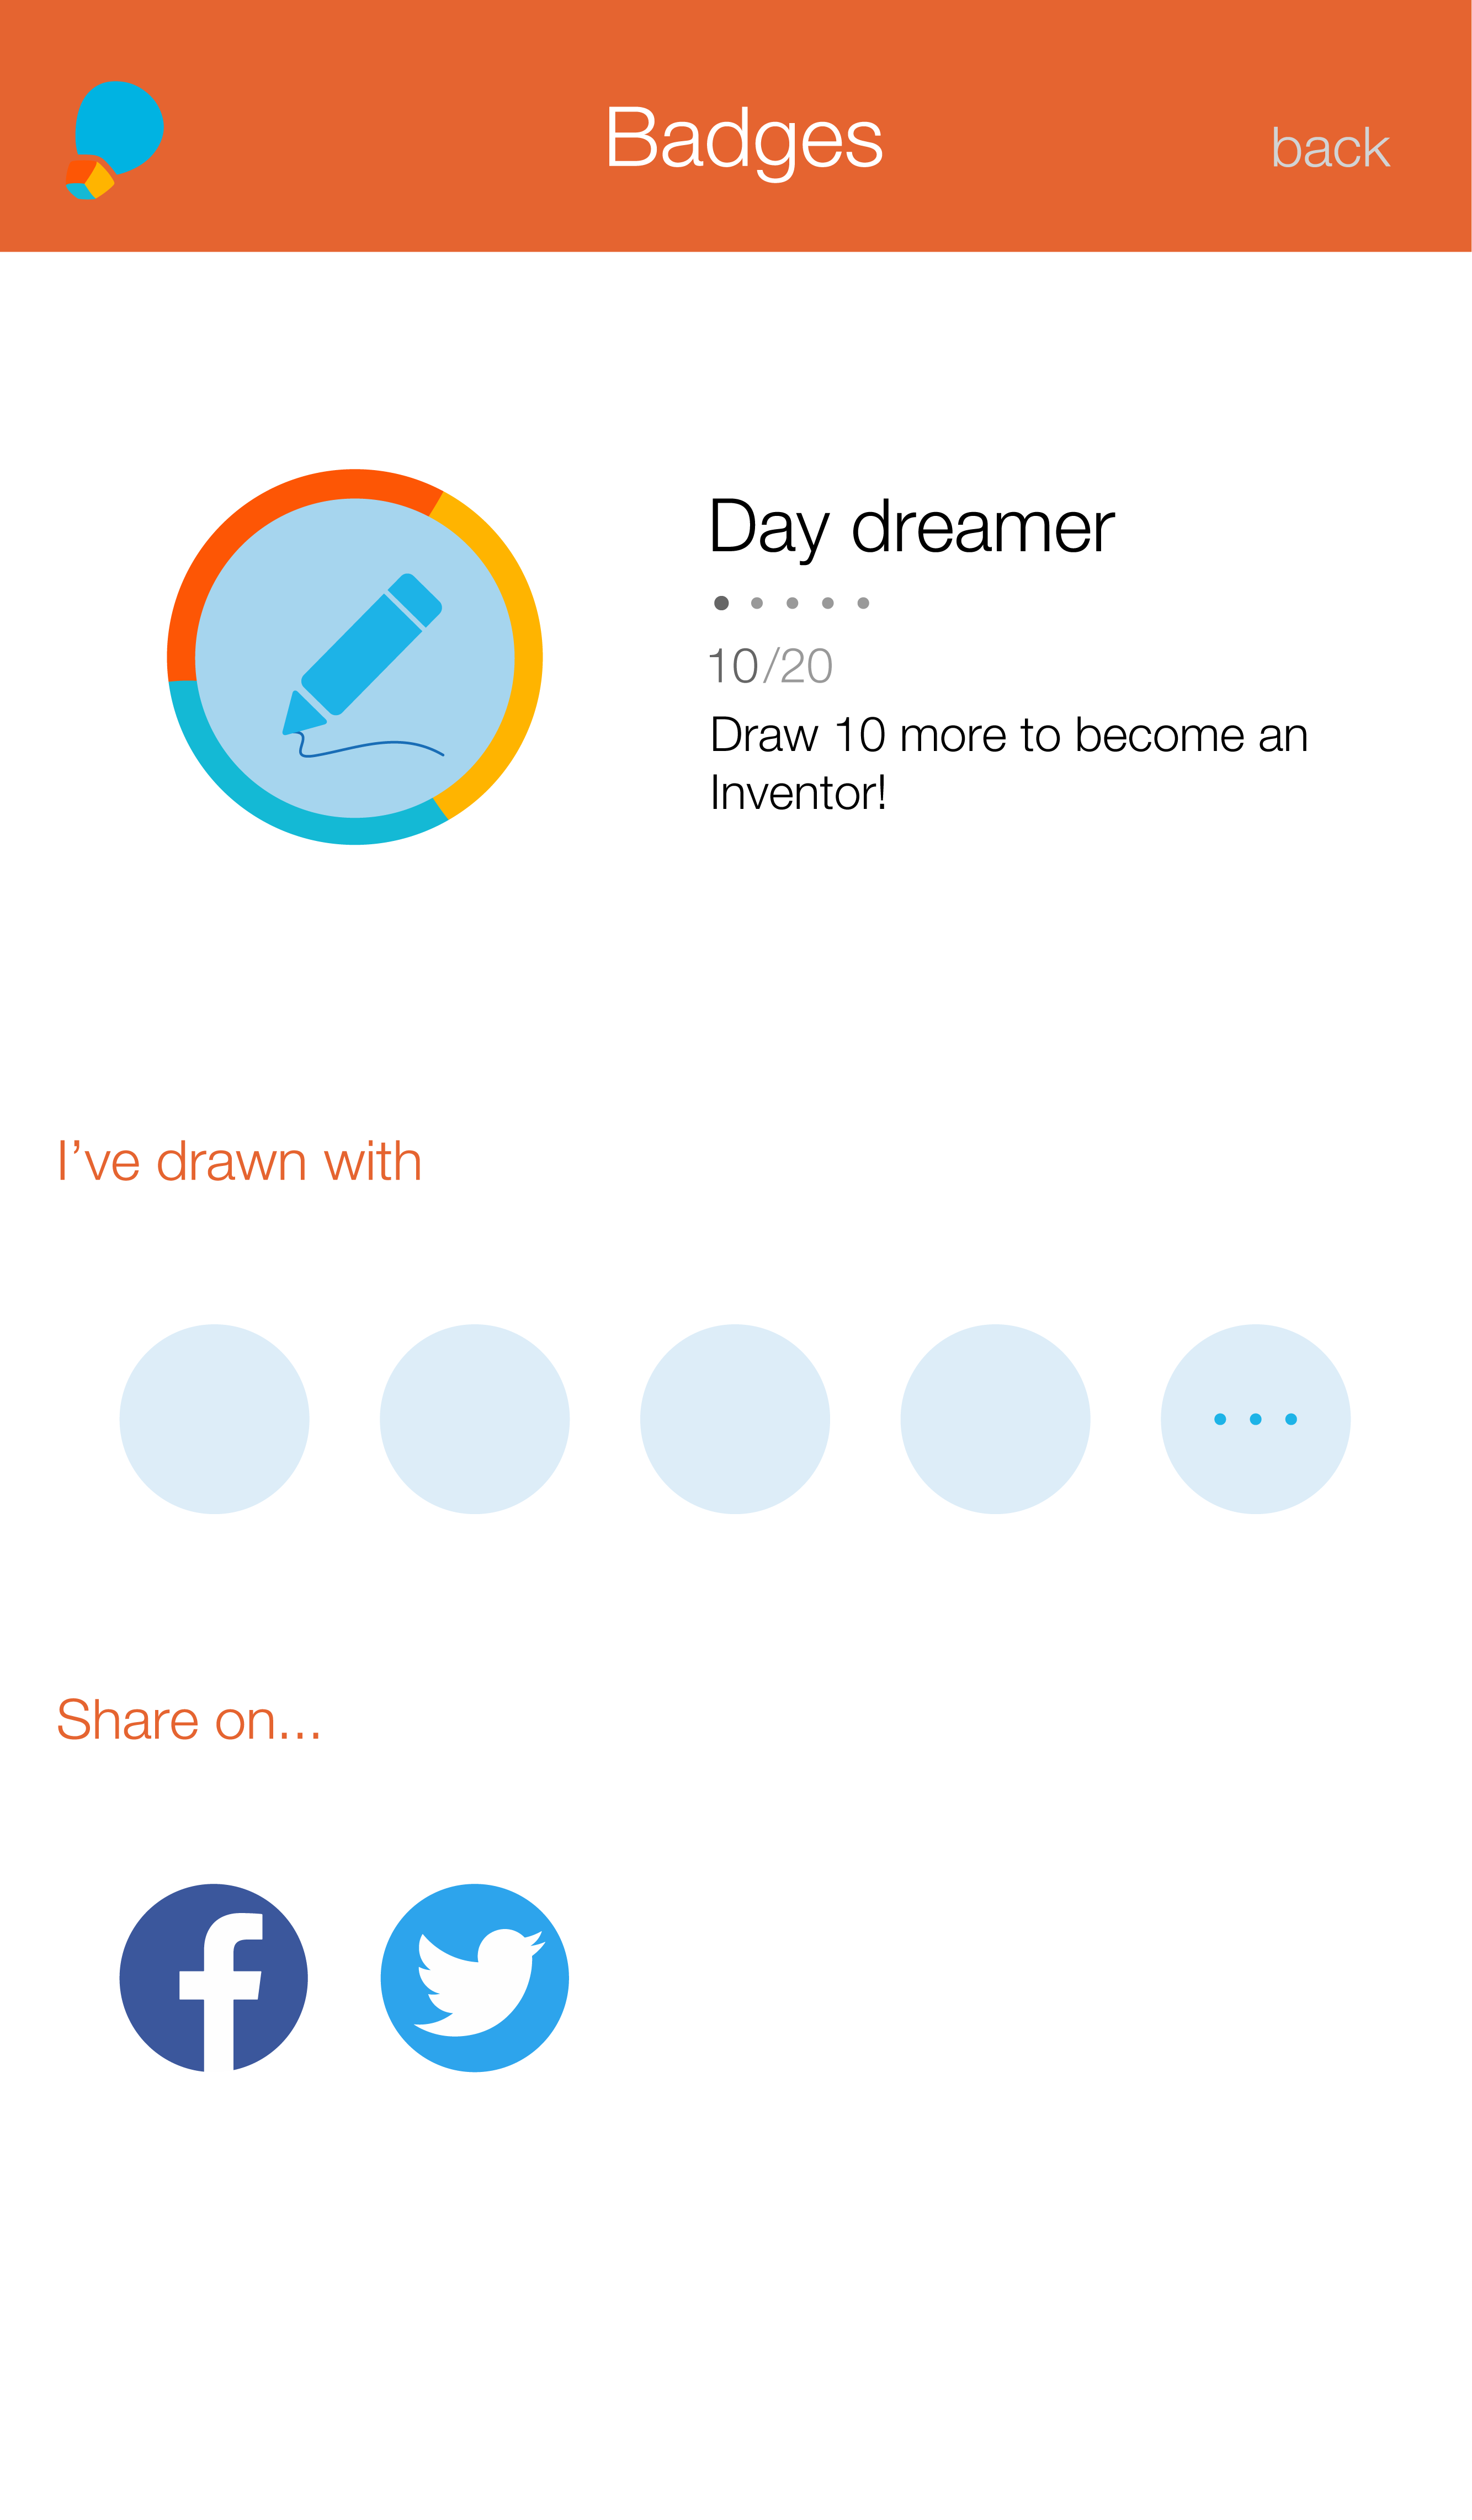 Badges
back
Day dreamer
10/20
Draw 10 more to become an
Inventor!
I’ve drawn with
Share on...